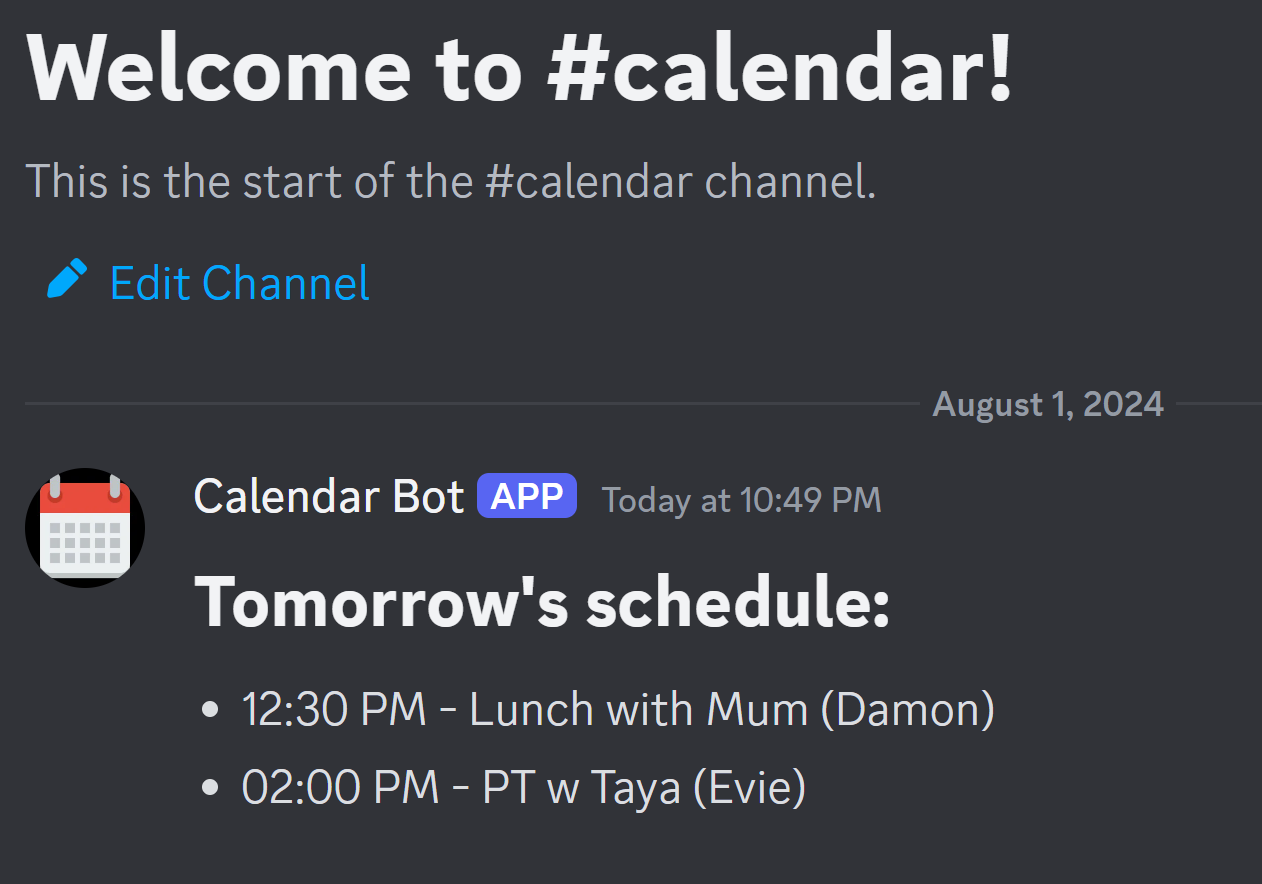 Welcome to #calendar!
This is the start of the #calendar channel.
Edit Channel
August 1, 2024
Calendar Bot APP Today at 10:49 PM
Tomorrow's schedule:
• 12:30 PM - Lunch with Mum (Damon)
• 02:00 PM - PT w Taya (Evie)